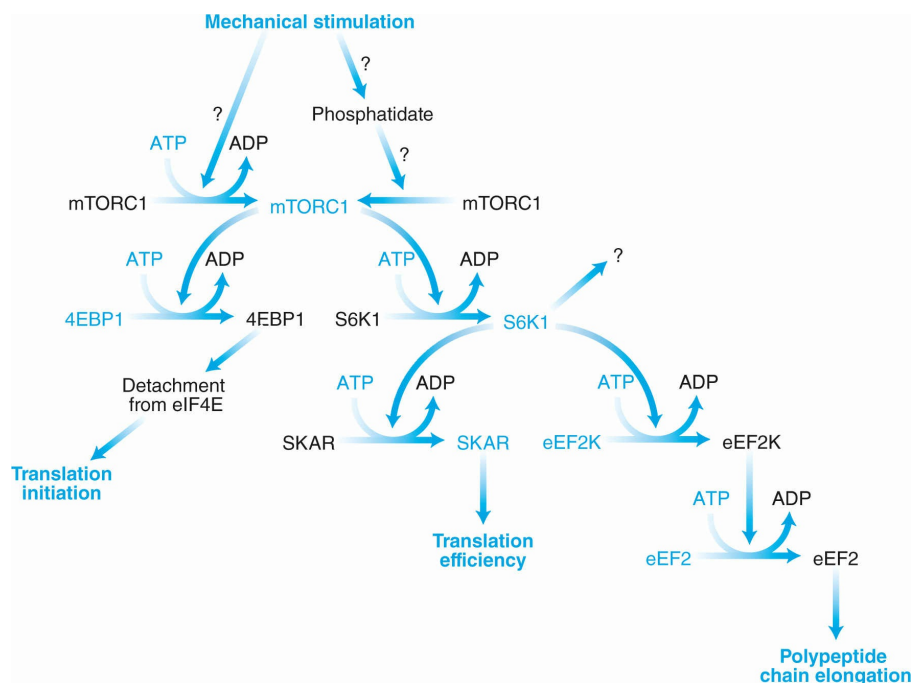 Mechanical stimulation
?
Phosphatidate
?
?
ATP
ADP
mTORC1
mTORC1
mTORC1
ATP
ADP
ATP
ADP
?
4EBP1
4EBP1
S6K1
S6K1
Detachment
from eIF4E
ATP
ADP
ATP
ADP
SKAR
SKAR
eEF2K
eEF2K
Translation
initiation
ATP
ADP
Translation
efficiency
eEF2
eEF2
Polypeptide
chain elongation